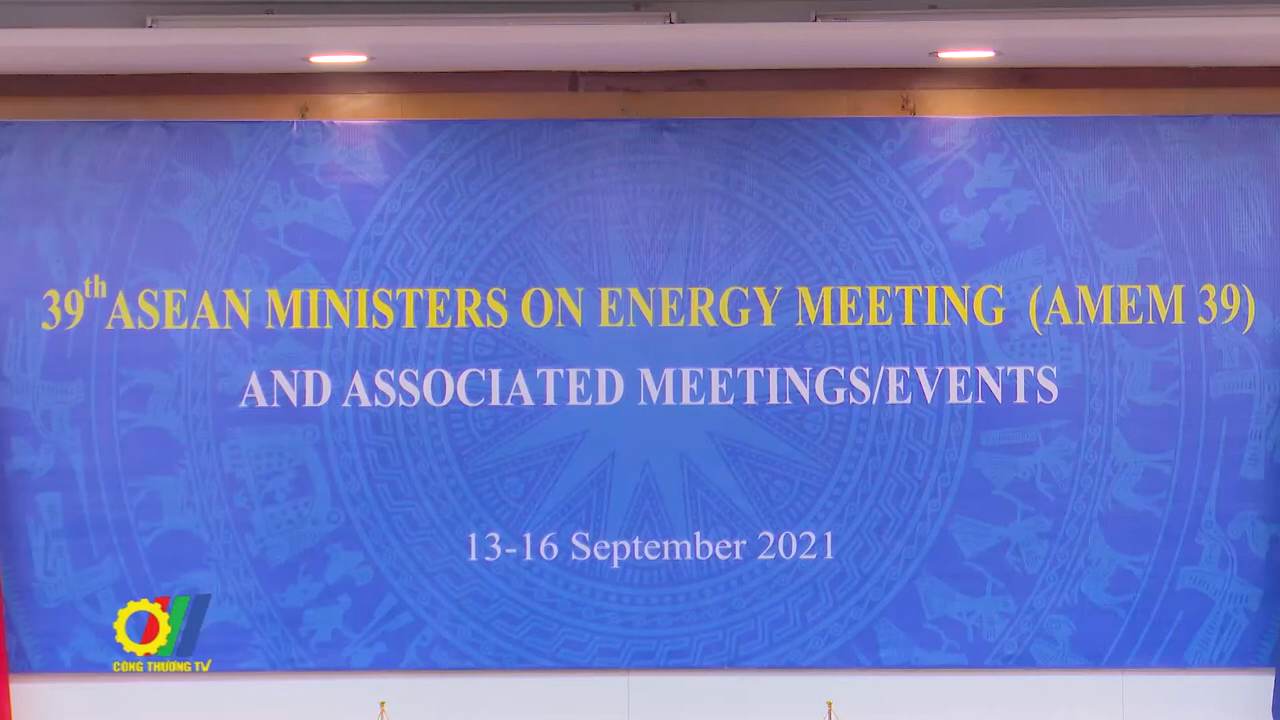 39th ASEAN MINISTERS ON ENERGY MEETING (AMEM 39)
AND ASSOCIATED MEETINGS/EVENTS
13-16 September 2021
CÔNG THƯƠNG TV